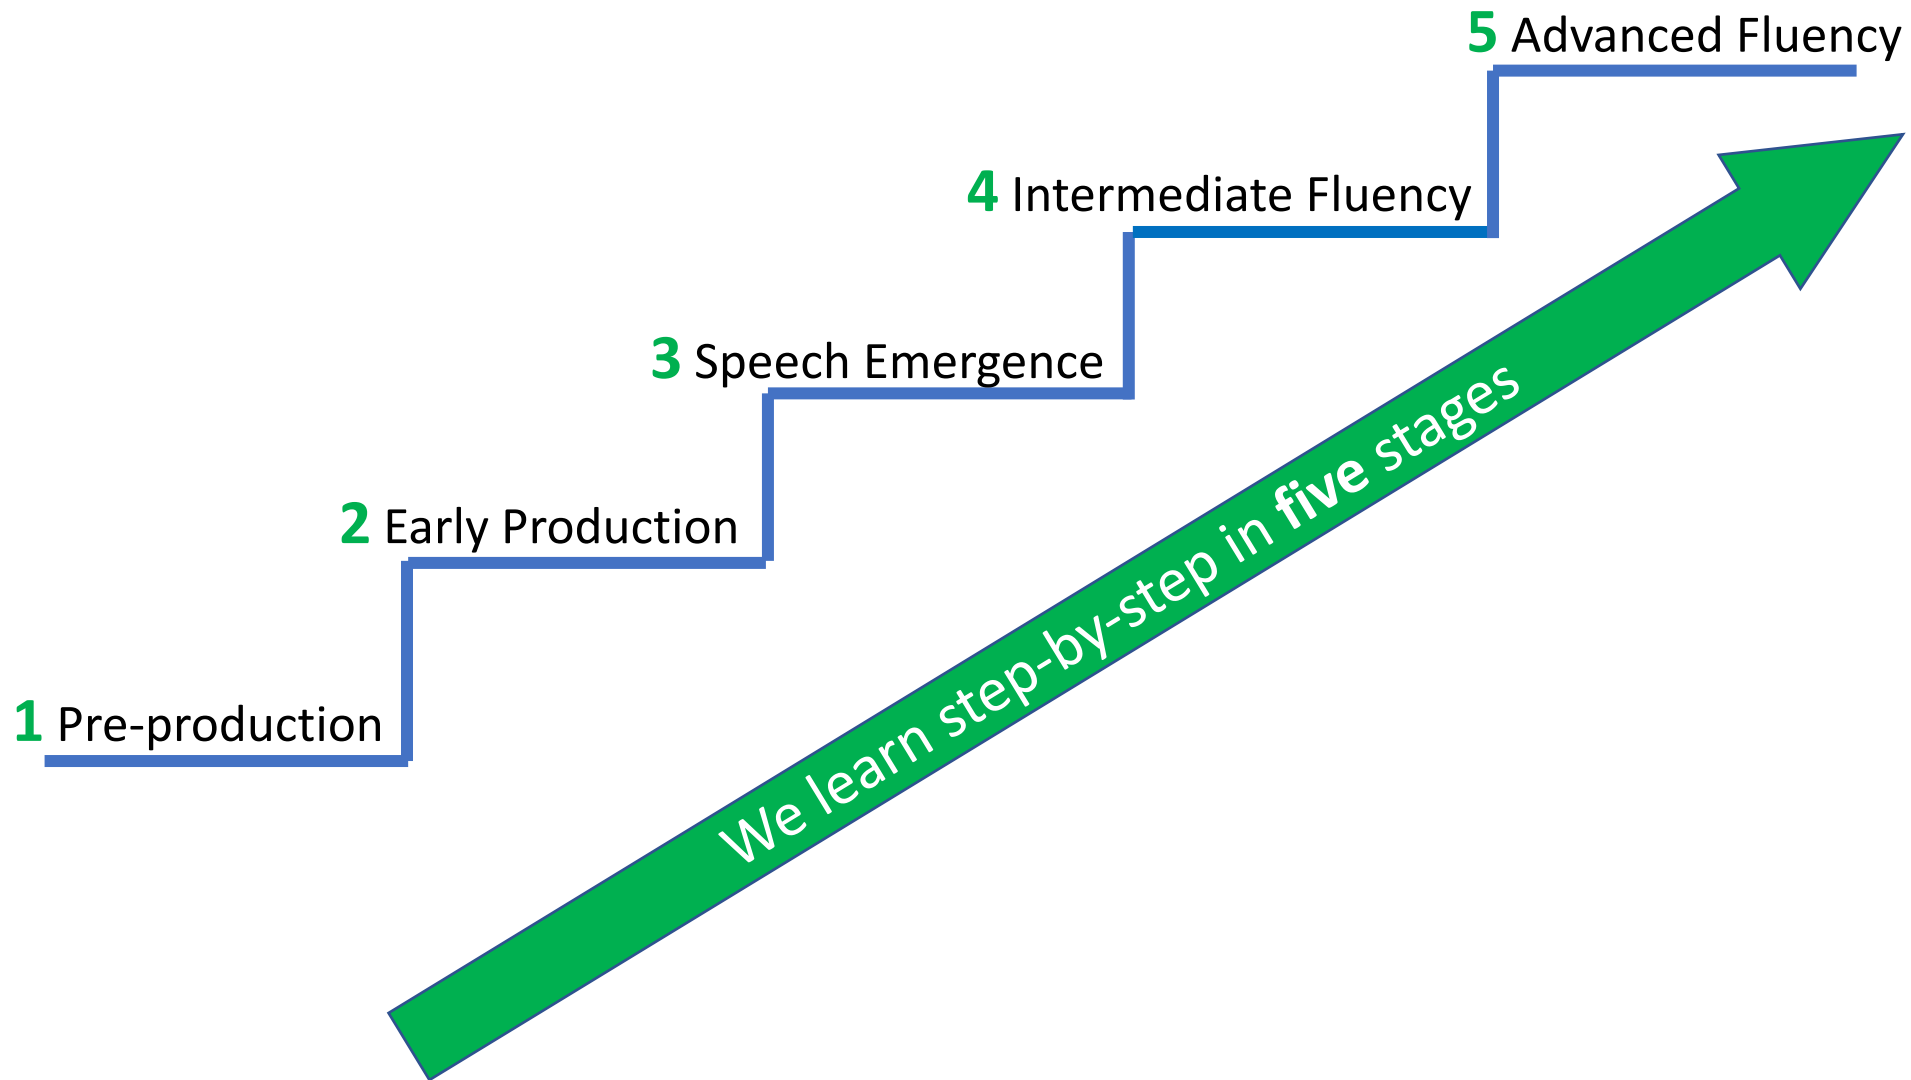 5 Advanced Fluency
4 Intermediate Fluency
3 Speech Emergence
2 Early Production
1 Pre-production
We learn step-by-step in five stages